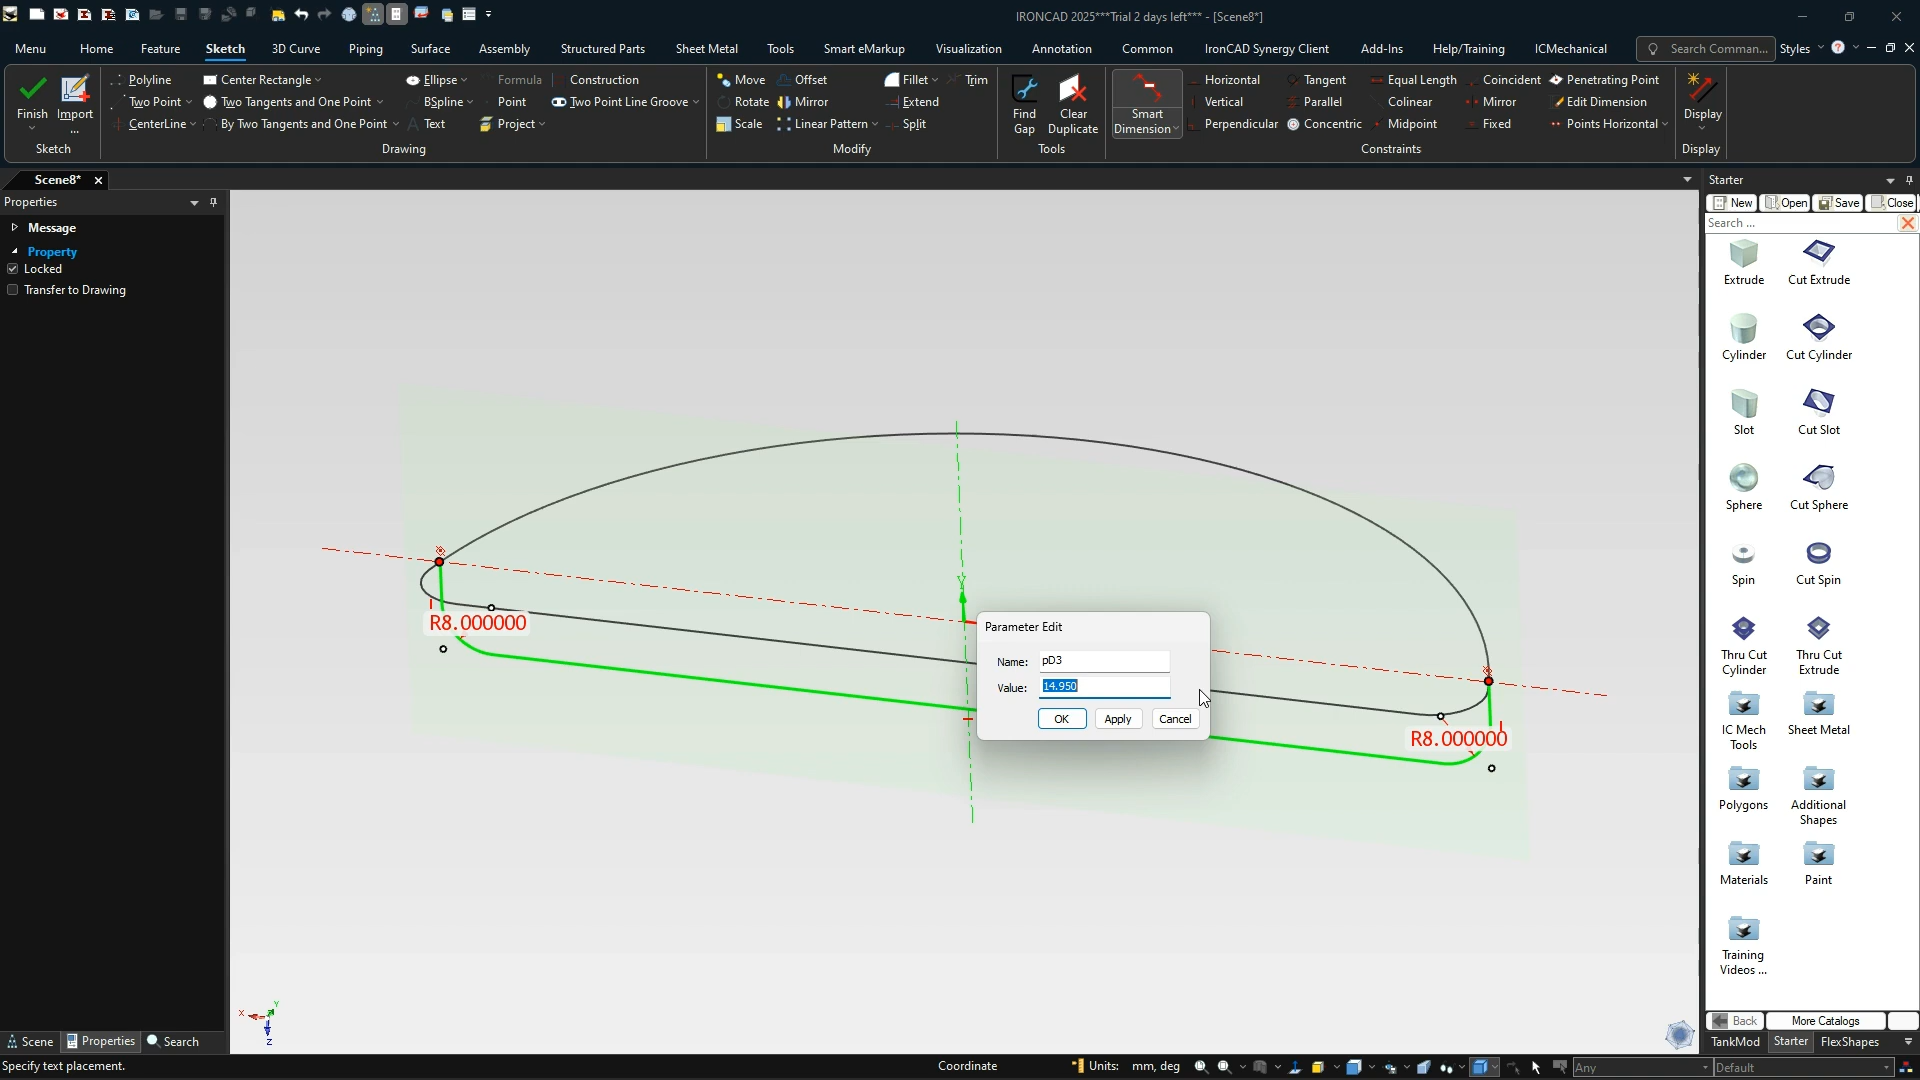 IRONCAD 2025***Trial 2 days left*** - [Scene8*]
Menu Home Feature Sketch 3D Curve Piping Surface Assembly Structured Parts Sheet Metal Tools Smart eMarkup Visualization Annotation Common IronCAD Synergy Client Add-Ins Help/Training ICMechanical Search Comman... Styles
Polyline Center Rectangle Ellipse Formula Construction Move Offset Fillet Trim Horizontal Tangent Equal Length Coincident Penetrating Point
Two Point Two Tangents and One Point BSpline Point Two Point Line Groove Rotate Mirror Extend Vertical Parallel Colinear Mirror Edit Dimension
Finish Import ... Find Gap Clear Duplicate Smart Dimension Display
CenterLine By Two Tangents and One Point Text Project Scale Linear Pattern Split Perpendicular Concentric Midpoint Fixed Points Horizontal
Sketch Drawing Modify Tools Constraints Display
Scene8* Starter
Properties New Open Save Close
Search ...
Message
Property
Locked
Transfer to Drawing
Extrude Cut Extrude
Cylinder Cut Cylinder
Slot Cut Slot
Sphere Cut Sphere
Spin Cut Spin
Thru Cut Cylinder Thru Cut Extrude
IC Mech Tools Sheet Metal
Polygons Additional Shapes
Materials Paint
Training Videos ...
Y
R8.000000
R8.000000
Parameter Edit
Name: pD3
Value: 14.950
OK Apply Cancel
X Y Z
Back More Catalogs
Scene Properties Search TankMod Starter FlexShapes
Specify text placement. Coordinate Units: mm, deg Any Default